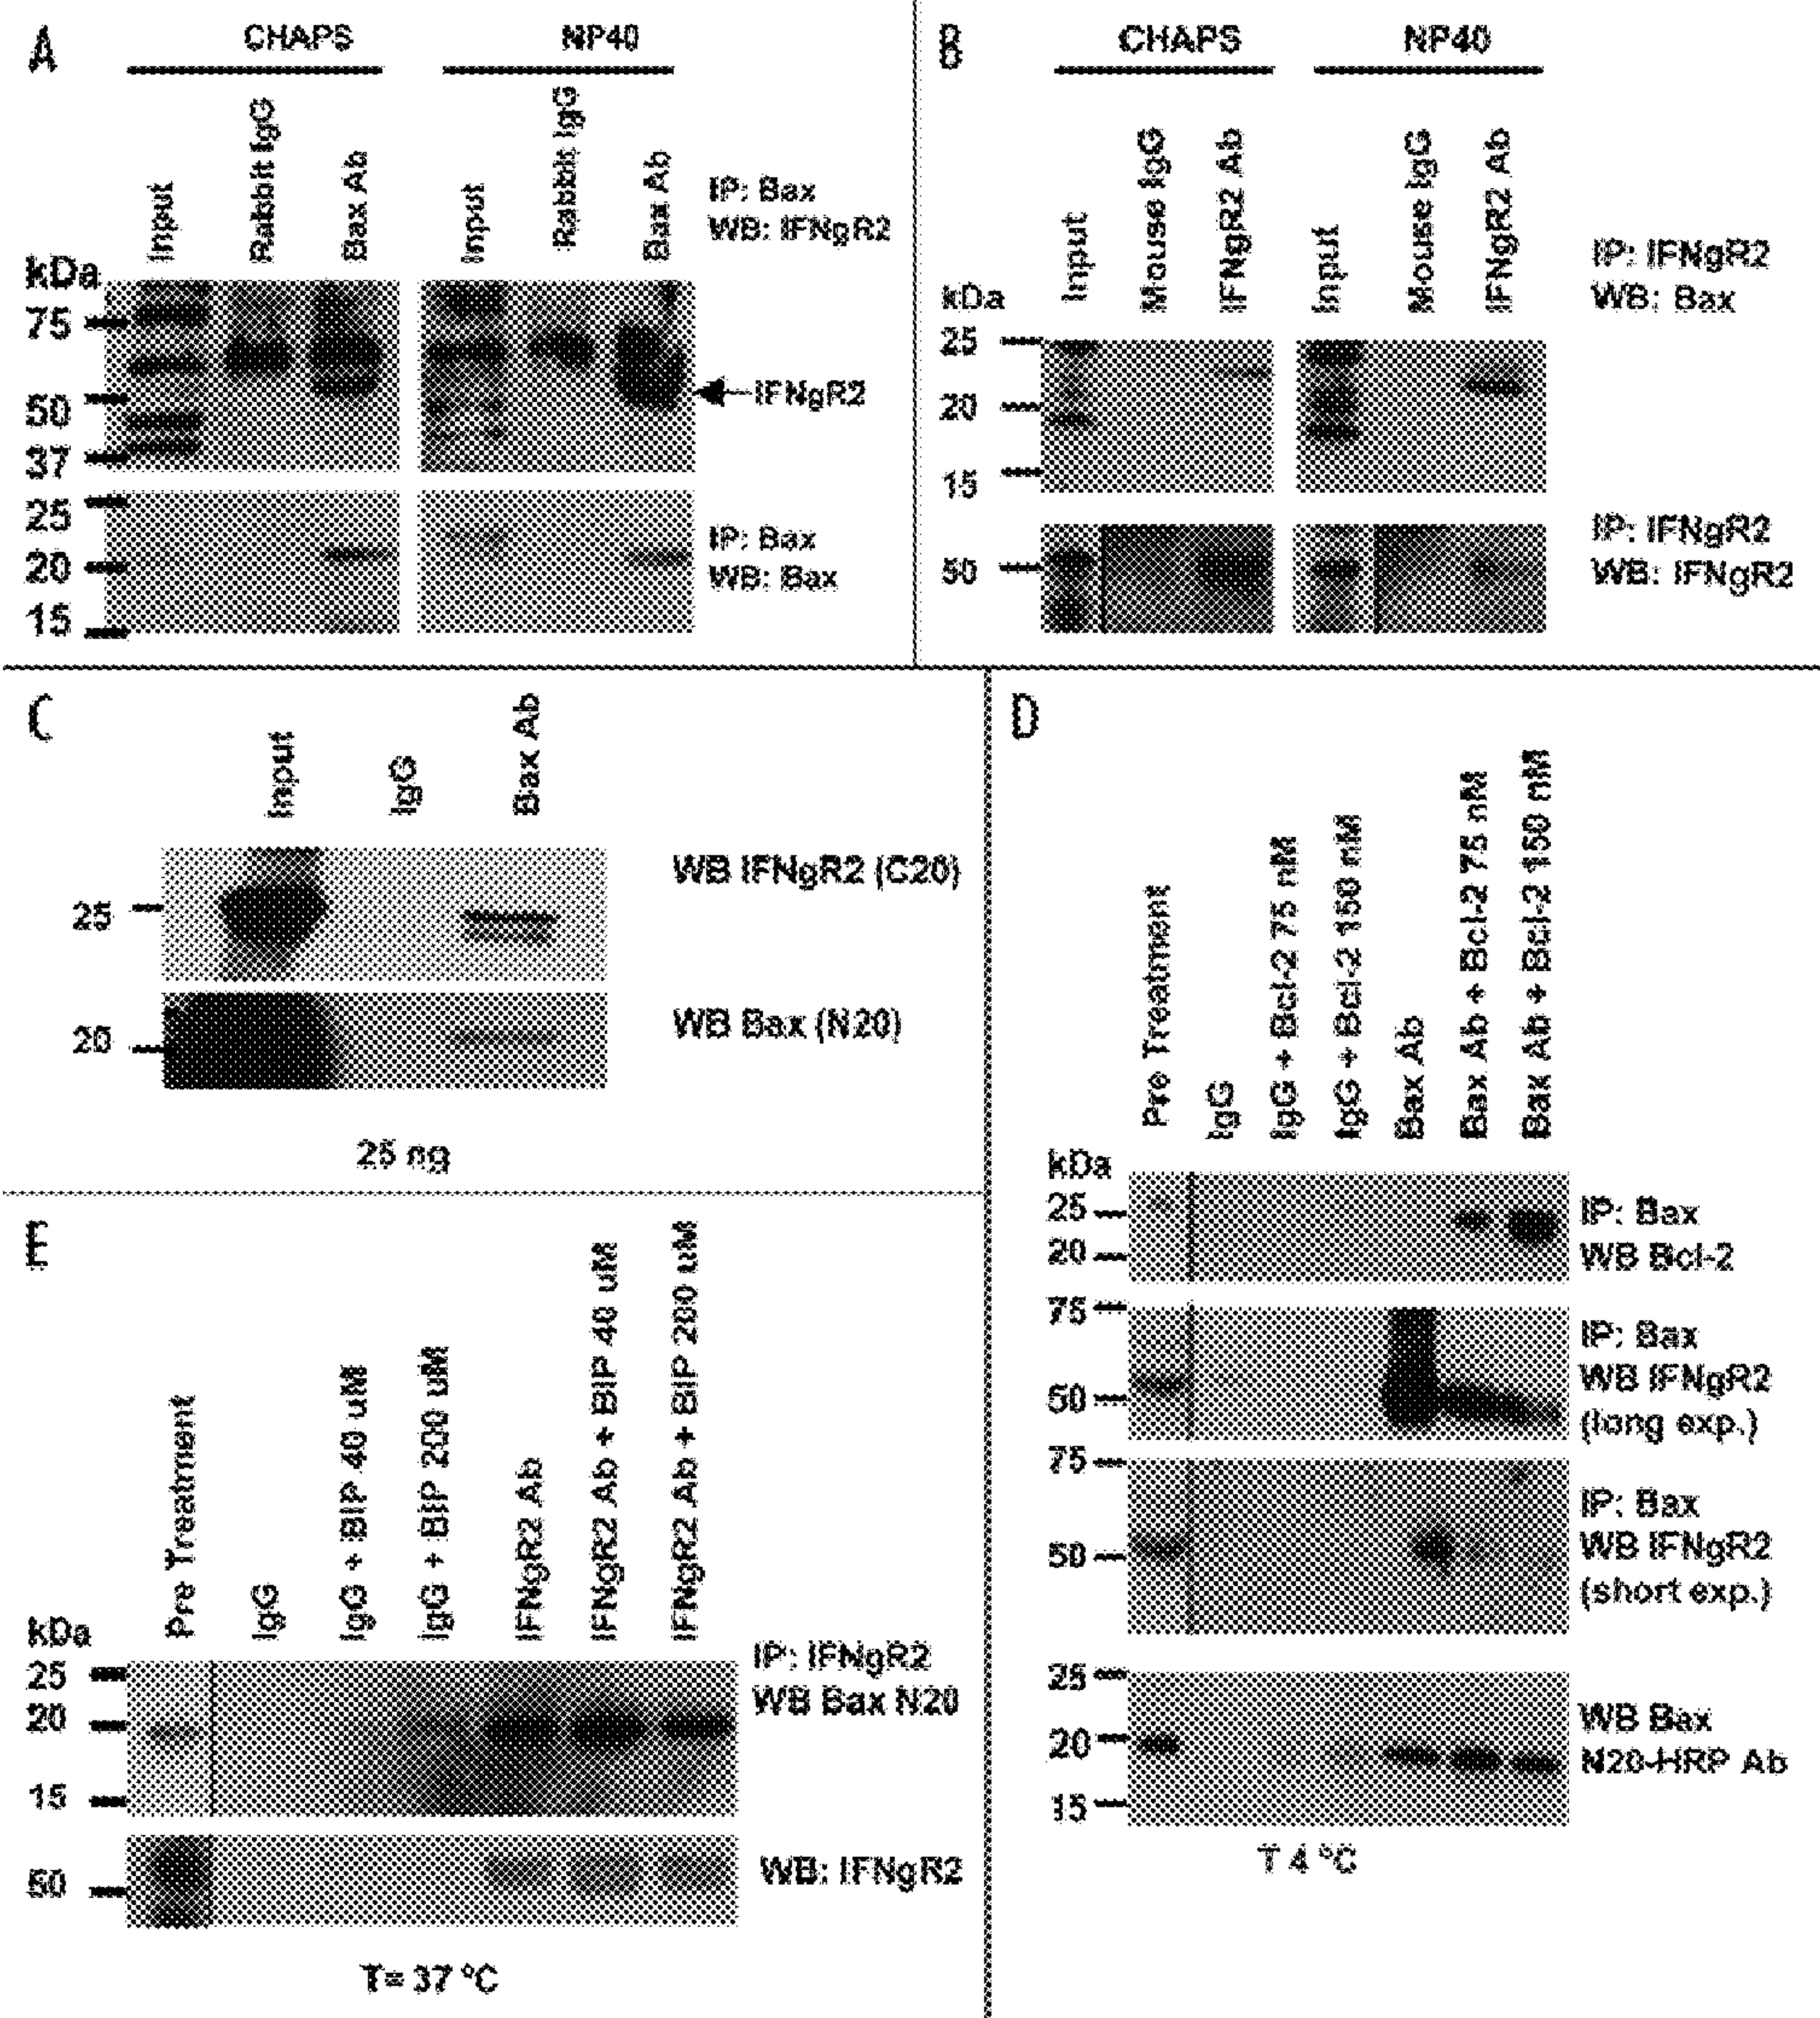 A
CHAPS
NP40
Input
Rabbit IgG
Bax Ab
Input
Rabbit IgG
Bax Ab
IP: Bax
WB: IFNgR2
kDa
75
50
37
IFNgR2
25
20
15
IP: Bax
WB: Bax
B
CHAPS
NP40
Input
Mouse IgG
IFNgR2 Ab
Input
Mouse IgG
IFNgR2 Ab
IP: IFNgR2
WB: Bax
kDa
25
20
15
50
IP: IFNgR2
WB: IFNgR2
C
Input
IgG
Bax Ab
25
WB IFNgR2 (C20)
20
WB Bax (N20)
25 ng
D
Pre Treatment
IgG
IgG + Bcl-2 75 nM
IgG + Bcl-2 150 nM
Bax Ab
Bax Ab + Bcl-2 75 nM
Bax Ab + Bcl-2 150 nM
kDa
25
20
IP: Bax
WB Bcl-2
75
50
IP: Bax
WB IFNgR2
(long exp.)
75
50
IP: Bax
WB IFNgR2
(short exp.)
25
20
15
WB Bax
N20-HRP Ab
T 4 ºC
E
Pre Treatment
IgG
IgG + BIP 40 uM
IgG + BIP 200 uM
IFNgR2 Ab
IFNgR2 Ab + BIP 40 uM
IFNgR2 Ab + BIP 200 uM
kDa
25
20
15
IP: IFNgR2
WB Bax N20
50
WB: IFNgR2
T= 37 ºC